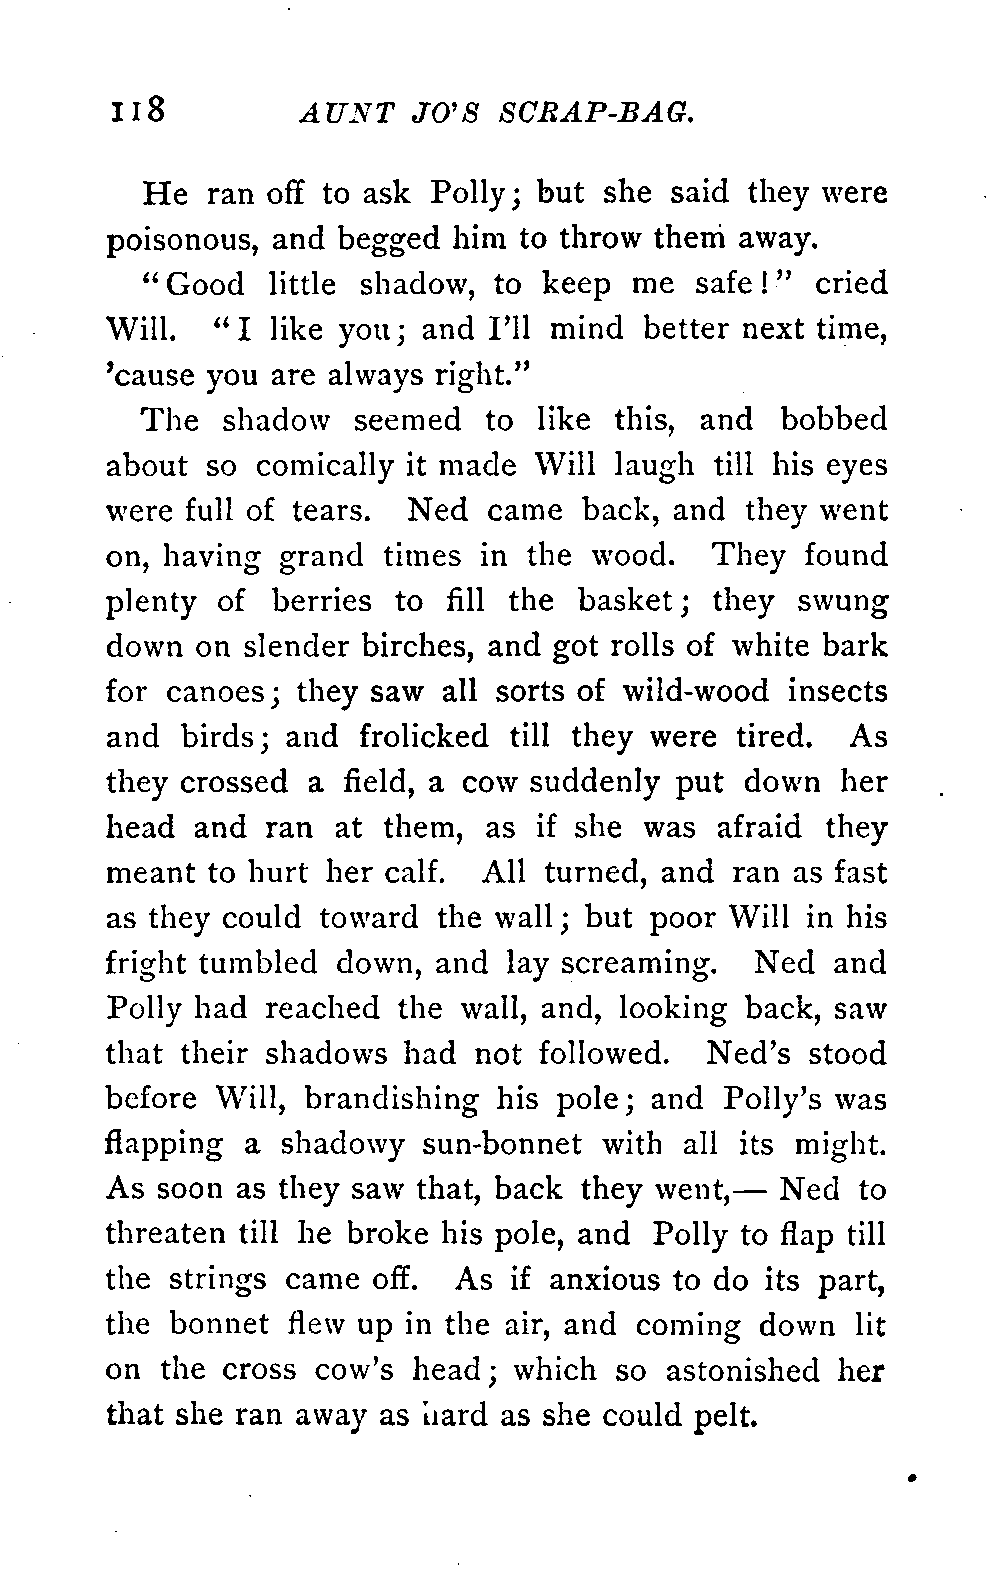 118 AUNT JO'S SCRAP-BAG.
He ran off to ask Polly; but she said they were
poisonous, and begged him to throw them away.
"Good little shadow, to keep me safe!" cried
Will. "I like you; and I'll mind better next time,
'cause you are always right."
The shadow seemed to like this, and bobbed
about so comically it made Will laugh till his eyes
were full of tears. Ned came back, and they went
on, having grand times in the wood. They found
plenty of berries to fill the basket; they swung
down on slender birches, and got rolls of white bark
for canoes; they saw all sorts of wild-wood insects
and birds; and frolicked till they were tired. As
they crossed a field, a cow suddenly put down her
head and ran at them, as if she was afraid they
meant to hurt her calf. All turned, and ran as fast
as they could toward the wall; but poor Will in his
fright tumbled down, and lay screaming. Ned and
Polly had reached the wall, and, looking back, saw
that their shadows had not followed. Ned's stood
before Will, brandishing his pole; and Polly's was
flapping a shadowy sun-bonnet with all its might.
As soon as they saw that, back they went,— Ned to
threaten till he broke his pole, and Polly to flap till
the strings came off. As if anxious to do its part,
the bonnet flew up in the air, and coming down lit
on the cross cow's head; which so astonished her
that she ran away as hard as she could pelt.